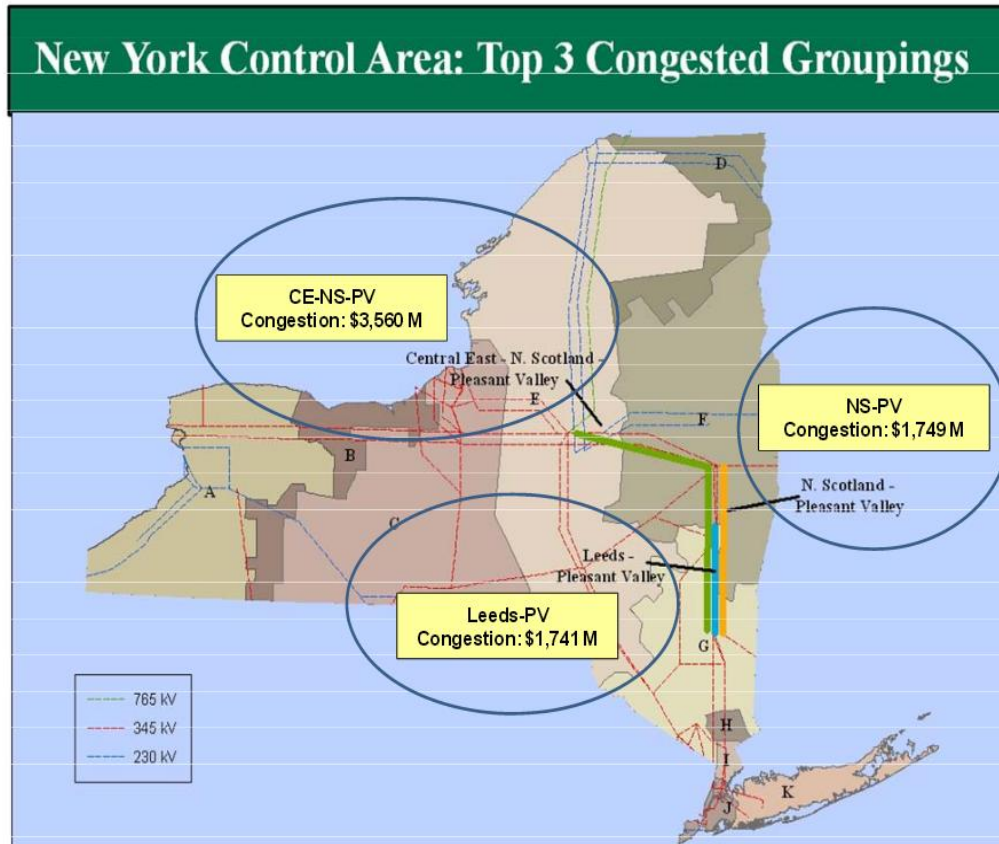 New York Control Area: Top 3 Congested Groupings
D
CE-NS-PV
Congestion: $3,560 M
Central East - N. Scotland -
Pleasant Valley
E
F
NS-PV
Congestion: $1,749 M
B
A
C
N. Scotland -
Pleasant Valley
Leeds -
Pleasant Valley
Leeds-PV
Congestion: $1,741 M
G
765 kV
345 kV
230 kV
H
I
K
J